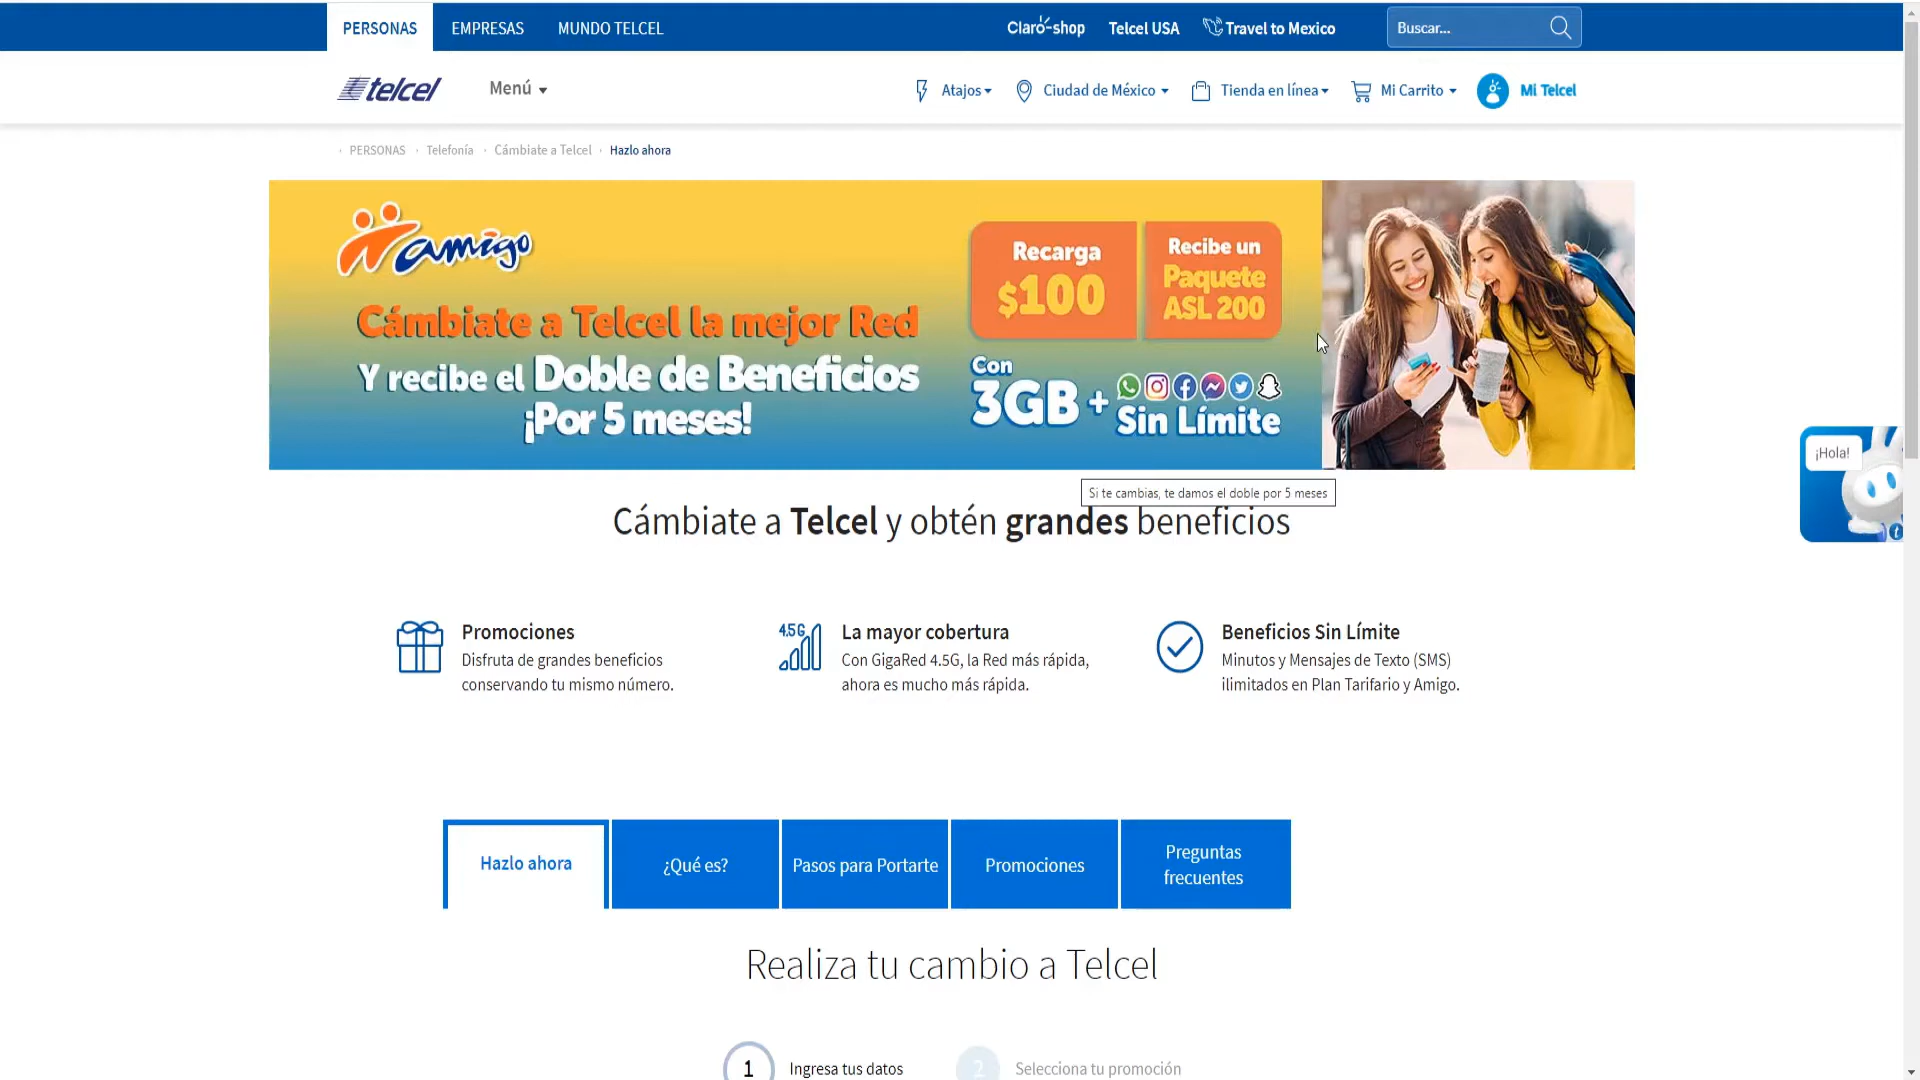 PERSONAS EMPRESAS MUNDO TELCEL Claro-shop Telcel USA Travel to Mexico Buscar...
telcel Menú Atajos Ciudad de México Tienda en línea Mi Carrito Mi Telcel
PERSONAS Telefonía Cámbiate a Telcel Hazlo ahora
amigo
Cámbiate a Telcel la mejor Red
Y recibe el Doble de Beneficios
¡Por 5 meses!
Recarga
$100
Recibe un
Paquete
ASL 200
Con
3GB +
Sin Límite
¡Hola!
Si te cambias, te damos el doble por 5 meses
Cámbiate a Telcel y obtén grandes beneficios
Promociones
Disfruta de grandes beneficios
conservando tu mismo número.
4.5G
La mayor cobertura
Con GigaRed 4.5G, la Red más rápida,
ahora es mucho más rápida.
Beneficios Sin Límite
Minutos y Mensajes de Texto (SMS)
ilimitados en Plan Tarifario y Amigo.
Hazlo ahora
¿Qué es?
Pasos para Portarte
Promociones
Preguntas
frecuentes
Realiza tu cambio a Telcel
1 Ingresa tus datos 2 Selecciona tu promoción